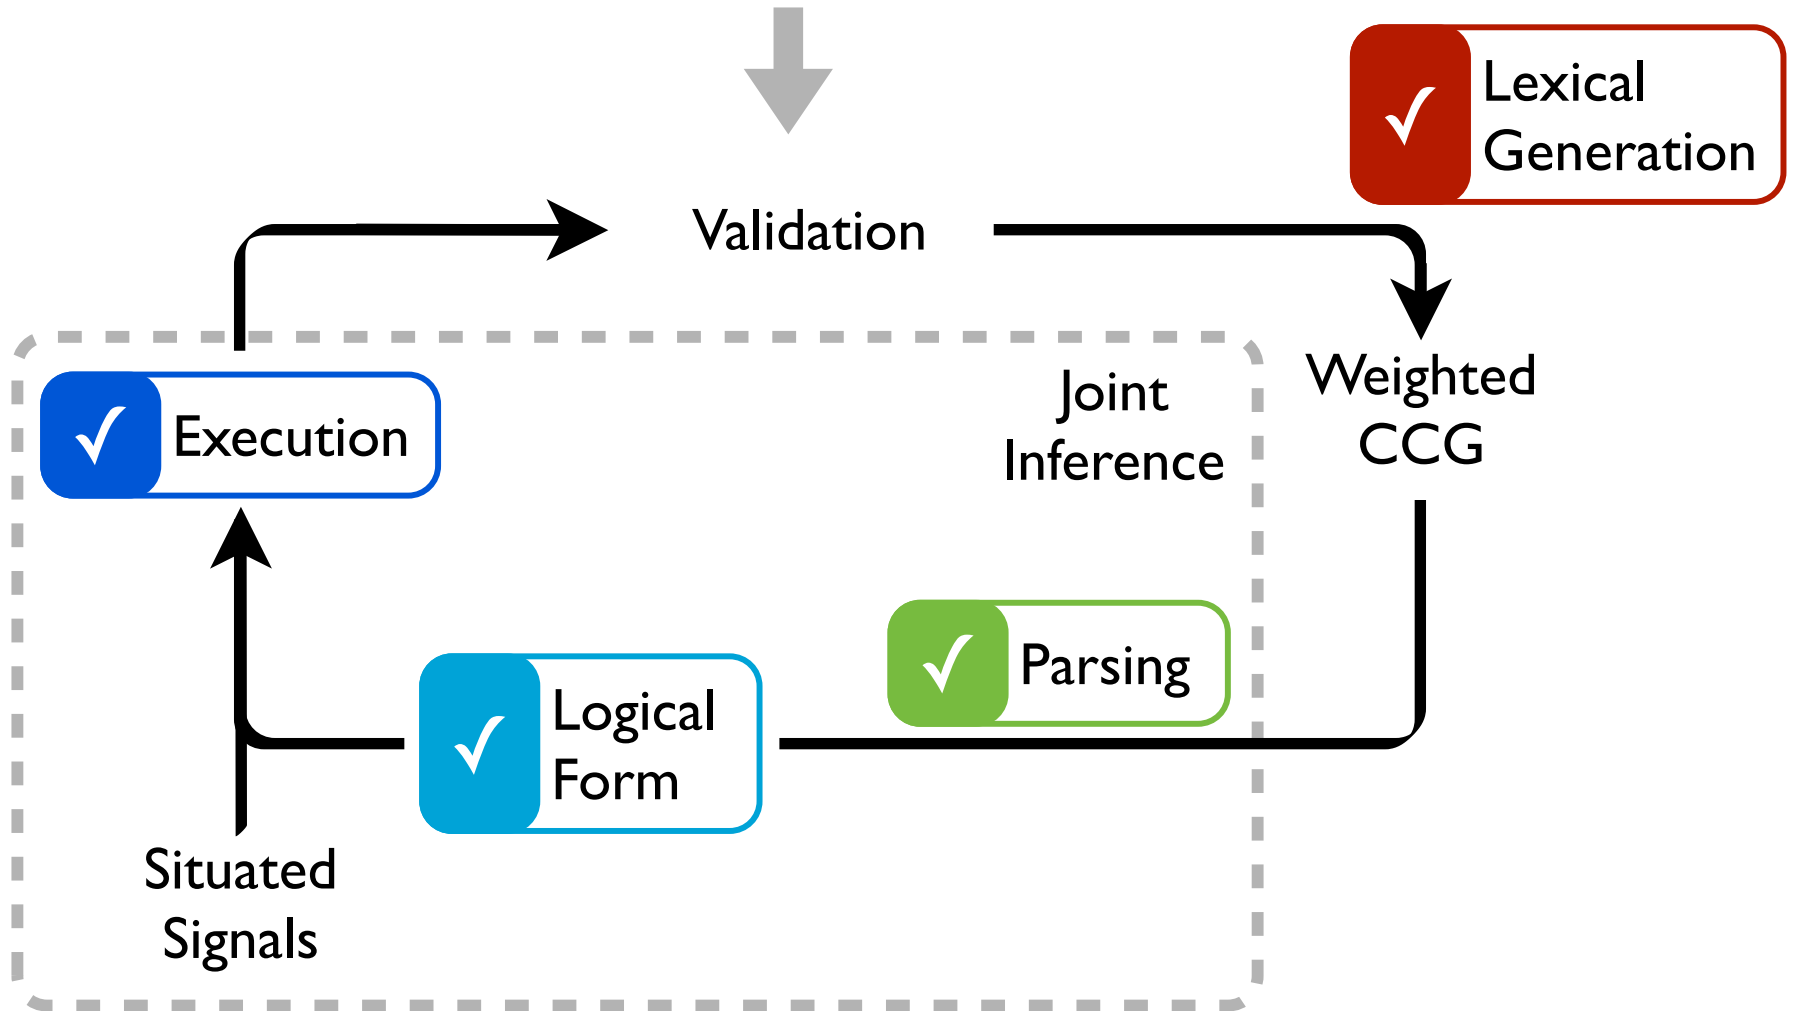 Lexical
Generation
Validation
Execution
Joint
Inference
Weighted
CCG
Parsing
Logical
Form
Situated
Signals